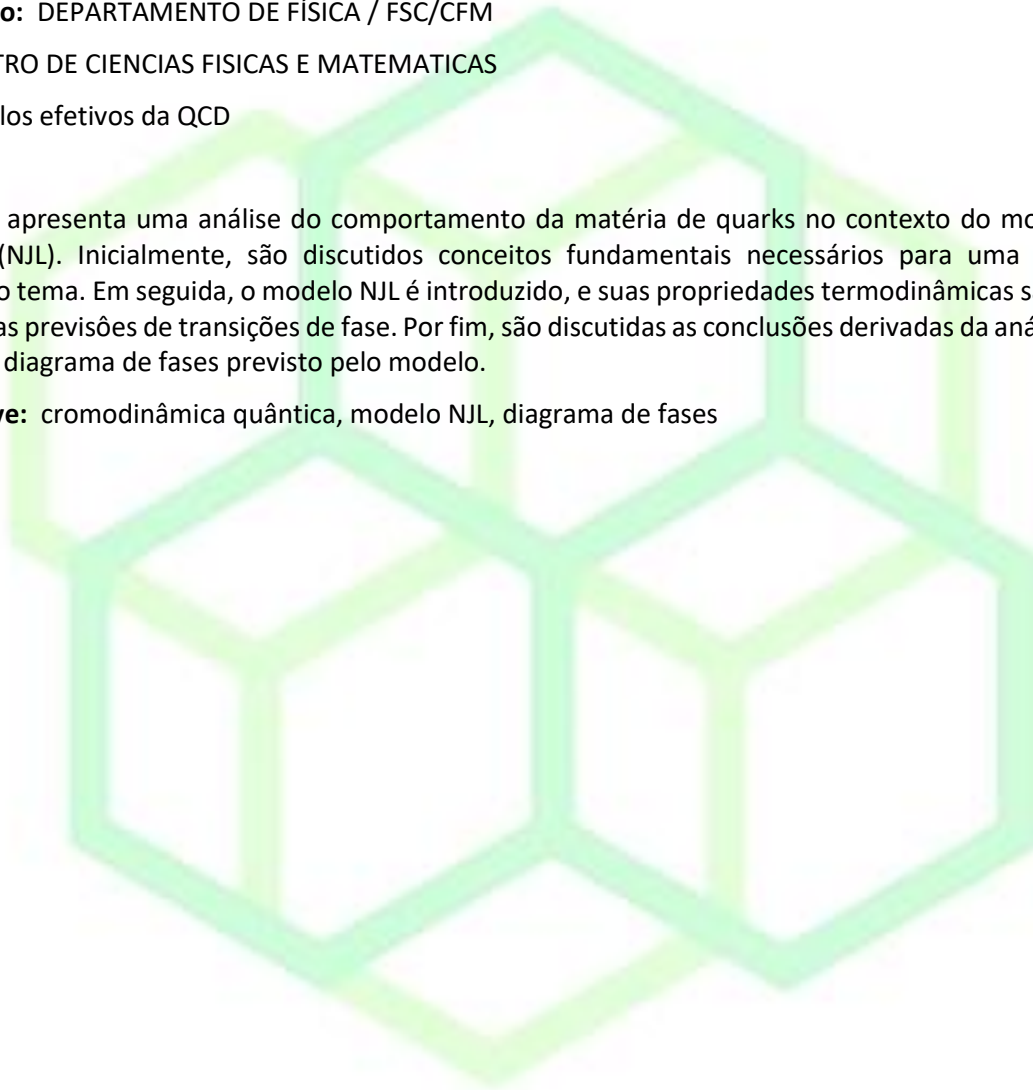 o: DEPARTAMENTO DE FÍSICA / FSC/CFM
TRO DE CIENCIAS FISICAS E MATEMATICAS
los efetivos da QCD
apresenta uma análise do comportamento da matéria de quarks no contexto do mo
(NJL). Inicialmente, são discutidos conceitos fundamentais necessários para uma
o tema. Em seguida, o modelo NJL é introduzido, e suas propriedades termodinâmicas s
as previsões de transições de fase. Por fim, são discutidas as conclusões derivadas da aná
diagrama de fases previsto pelo modelo.
ve: cromodinâmica quântica, modelo NJL, diagrama de fases